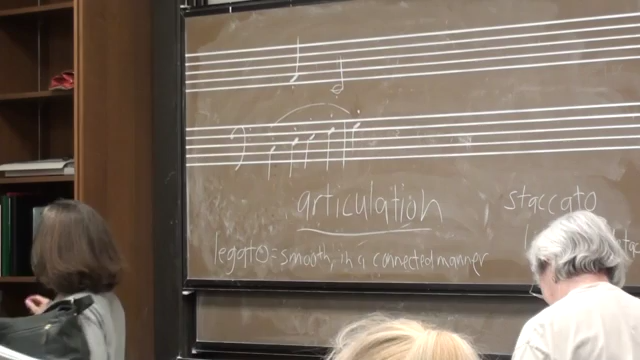 articulation
staccato
legato = smooth, in a connected manner